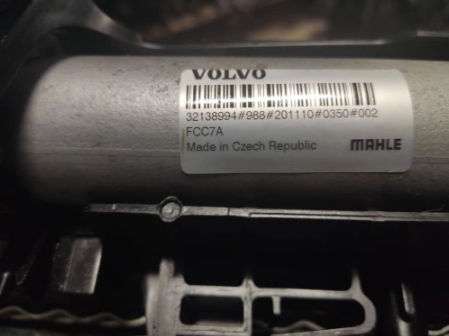 VOLVO
32138994#988#201110#0350#002
FCC7A
Made in Czech Republic
MAHLE